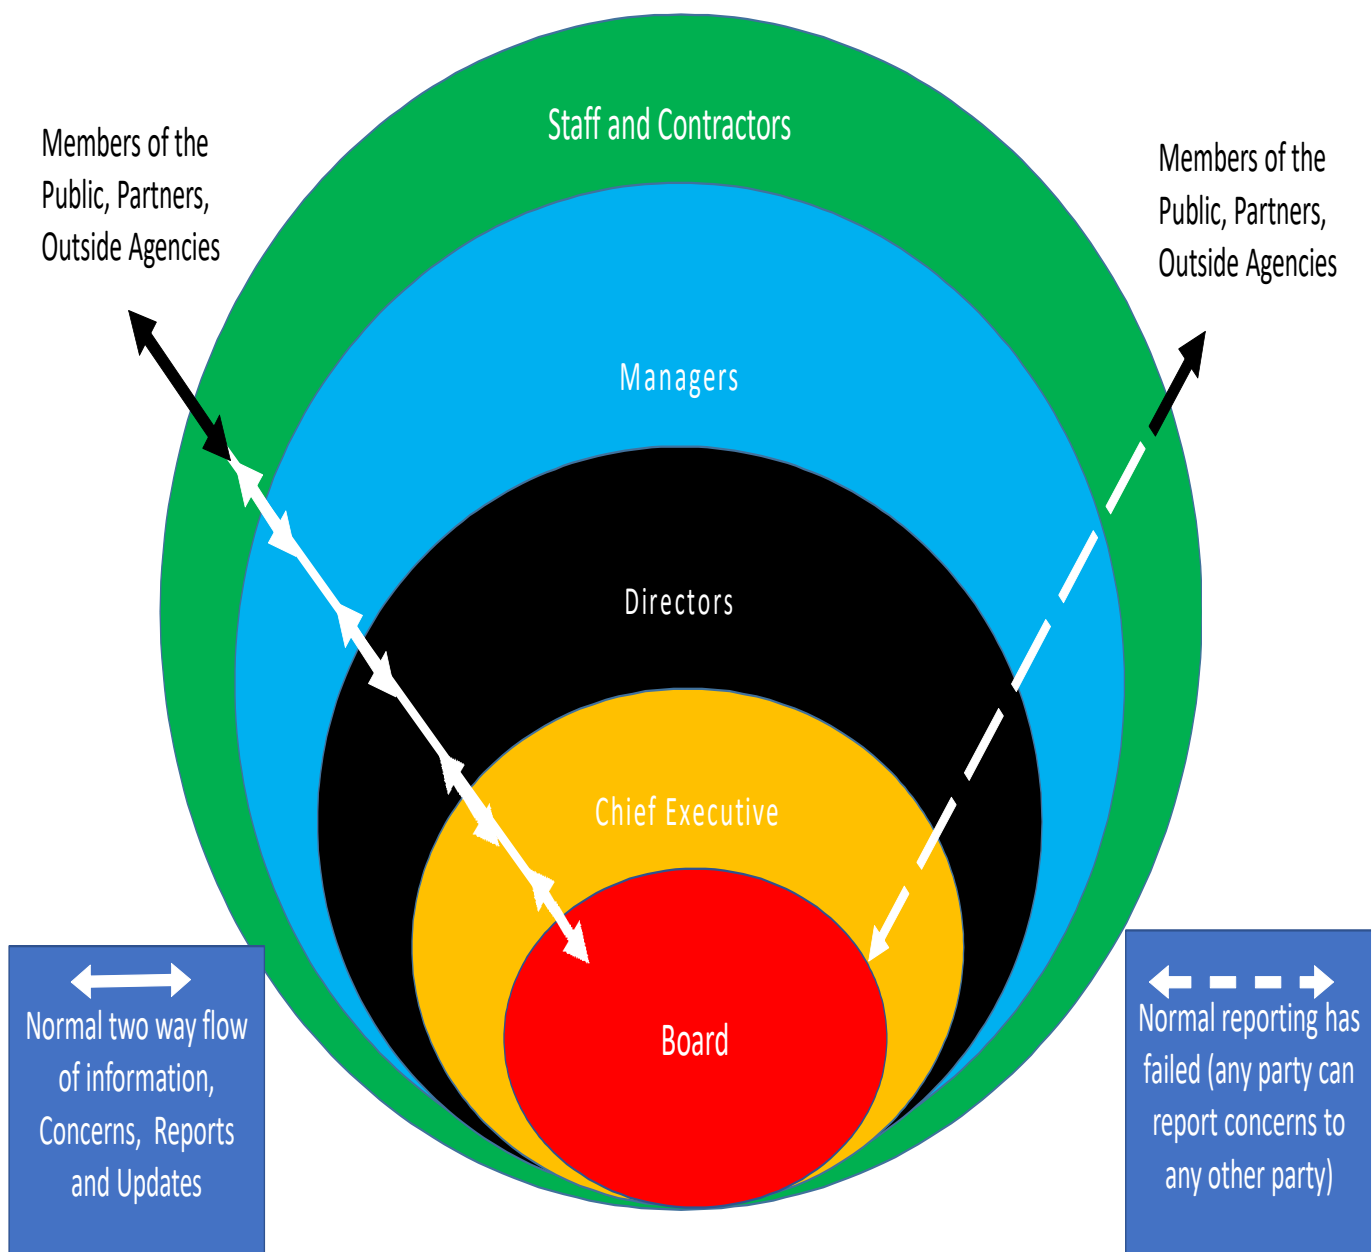 Staff and Contractors
Members of the
Public, Partners,
Outside Agencies
Members of the
Public, Partners,
Outside Agencies
Managers
Directors
Chief Executive
Board
Normal two way flow
of information,
Concerns, Reports
and Updates
Normal reporting has
failed (any party can
report concerns to
any other party)